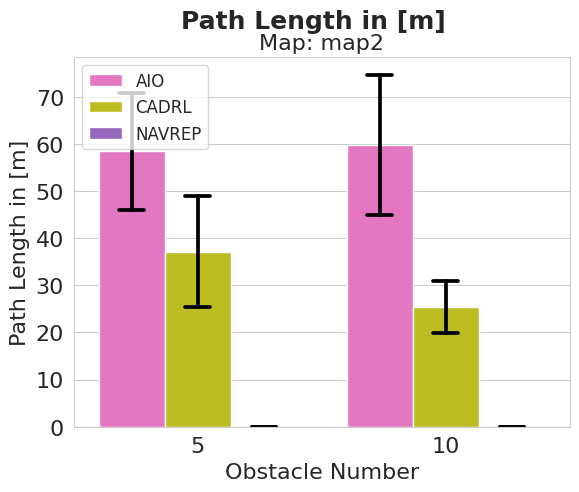 Path Length in [m]
Map: map2
AIO
CADRL
NAVREP
Path Length in [m]
70
60
50
40
30
20
10
0
5
10
Obstacle Number